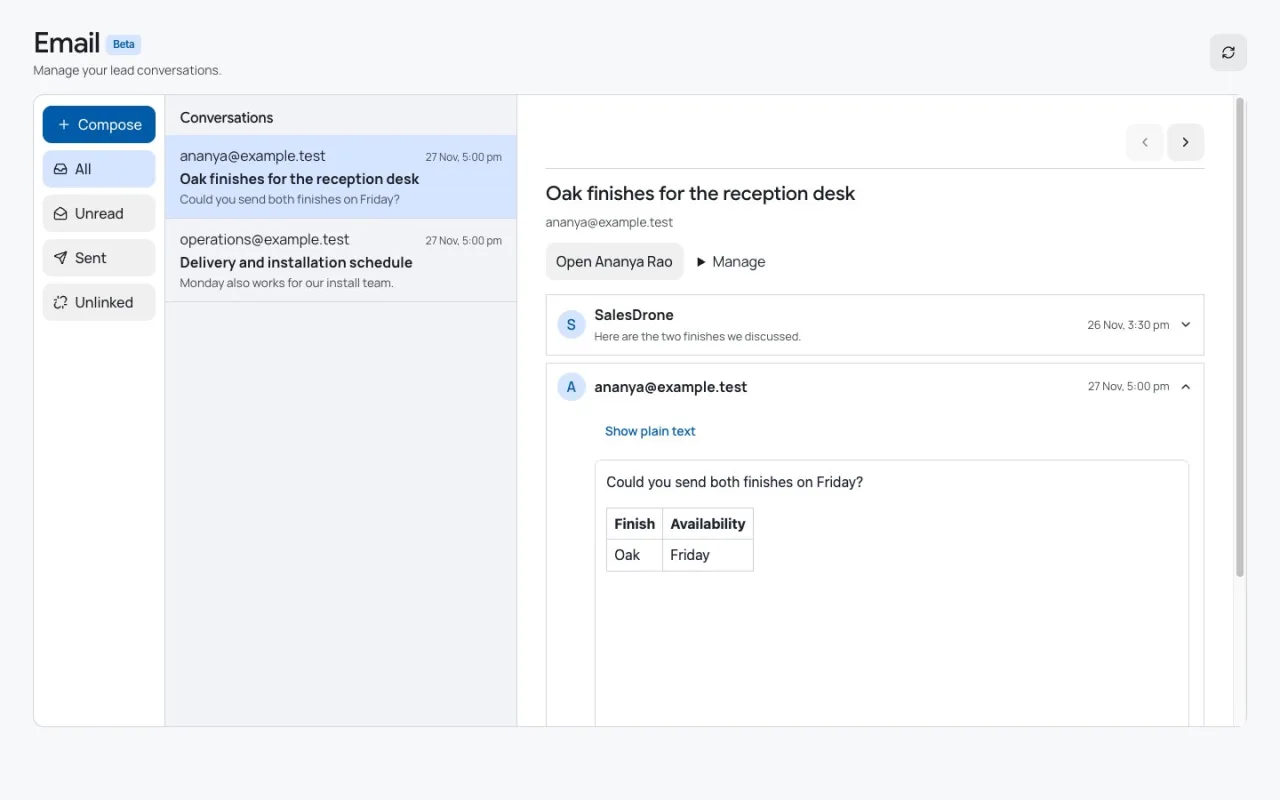 Email Beta
Manage your lead conversations.
Compose
All
Unread
Sent
Unlinked
Conversations
ananya@example.test 27 Nov, 5:00 pm
Oak finishes for the reception desk
Could you send both finishes on Friday?
operations@example.test 27 Nov, 5:00 pm
Delivery and installation schedule
Monday also works for our install team.
Oak finishes for the reception desk
ananya@example.test
Open Ananya Rao Manage
S SalesDrone 26 Nov, 3:30 pm
Here are the two finishes we discussed.
A ananya@example.test 27 Nov, 5:00 pm
Show plain text
Could you send both finishes on Friday?
Finish Availability
Oak Friday